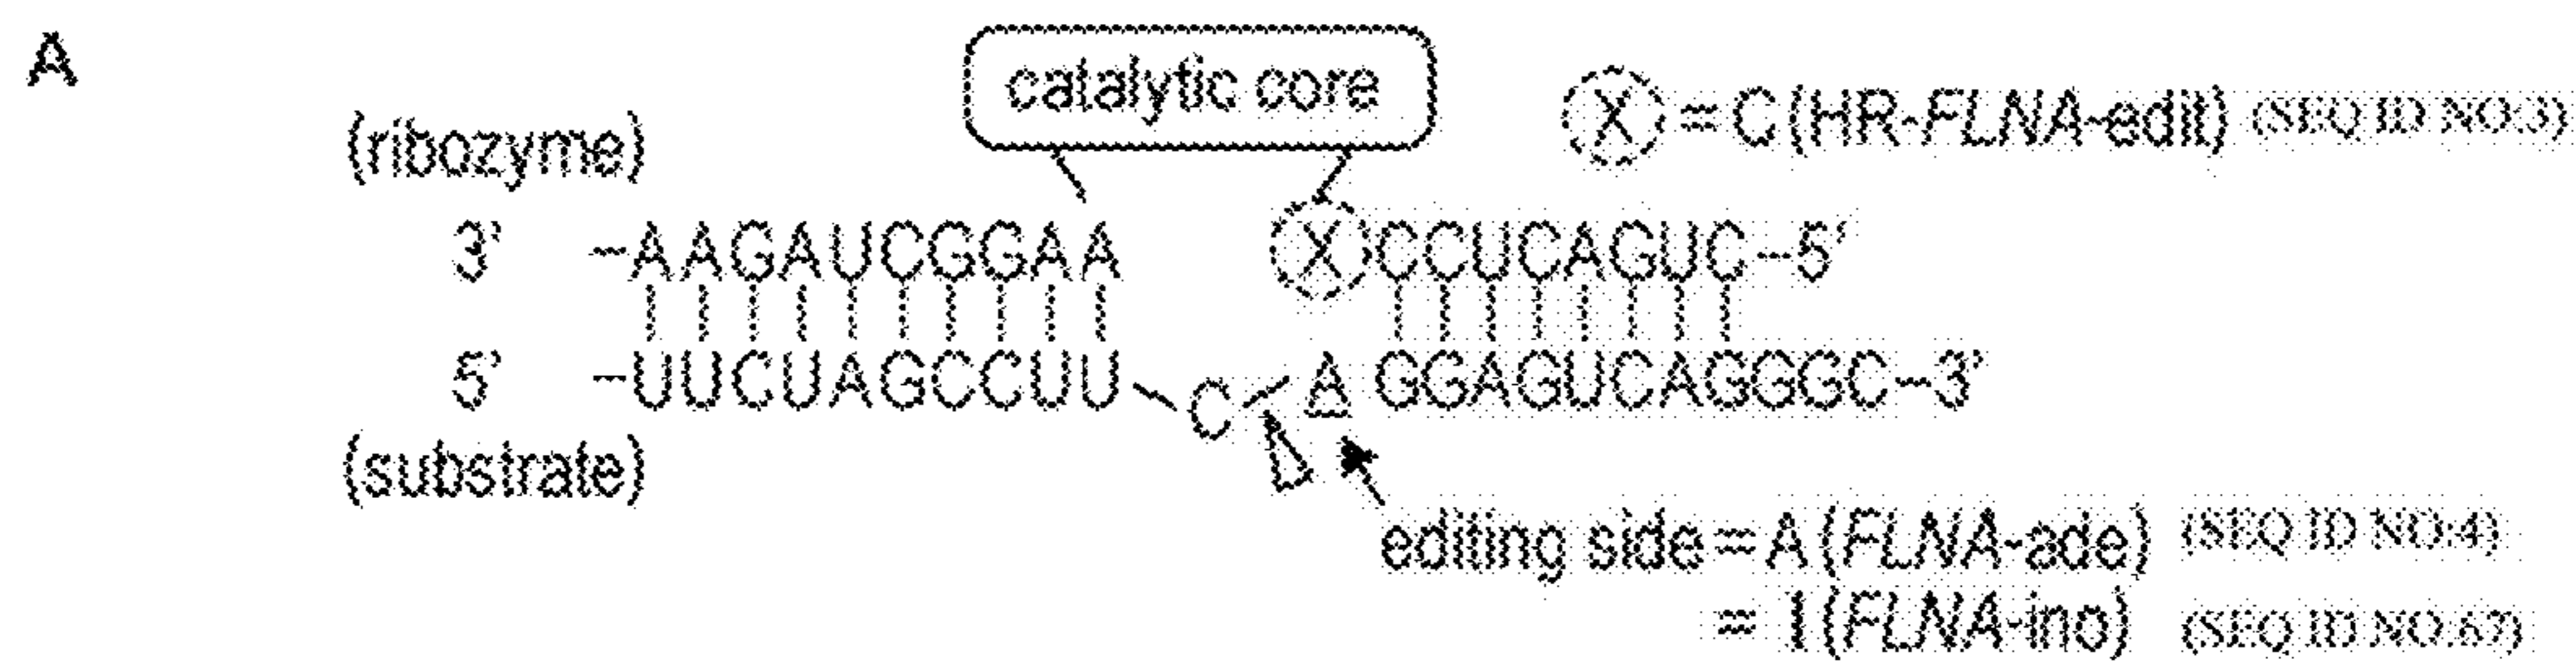 A
catalytic core
(ribozyme)
X = C (HR-FLNA-edit) (SEQ ID NO:3)
3' -AAGAUCGGAA X CCUCAGUC-5'
5' -UUCUAGCCUU C A GGAGUCAGGGC-3'
(substrate)
editing side = A (FLNA-ade) (SEQ ID NO:4)
= I (FLNA-ino) (SEQ ID NO:67)